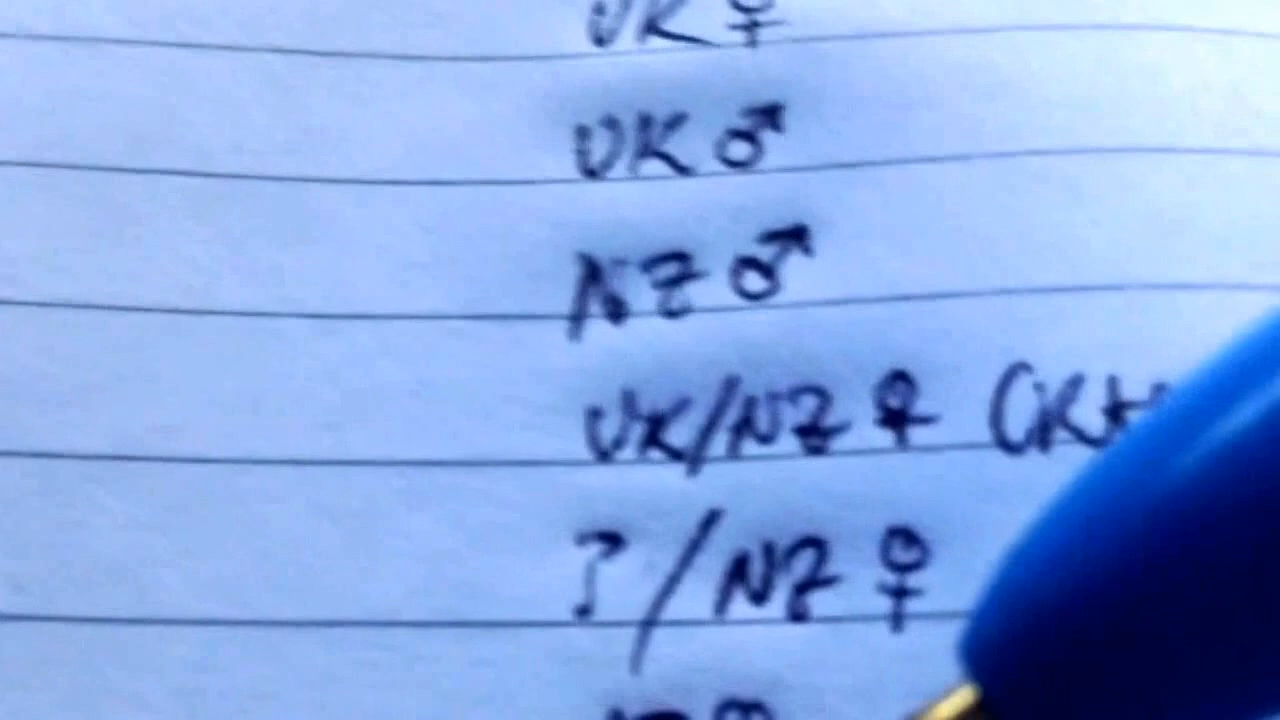 UK ♀
UK ♂
NZ ♂
UK/NZ ♀
? / NZ ♀